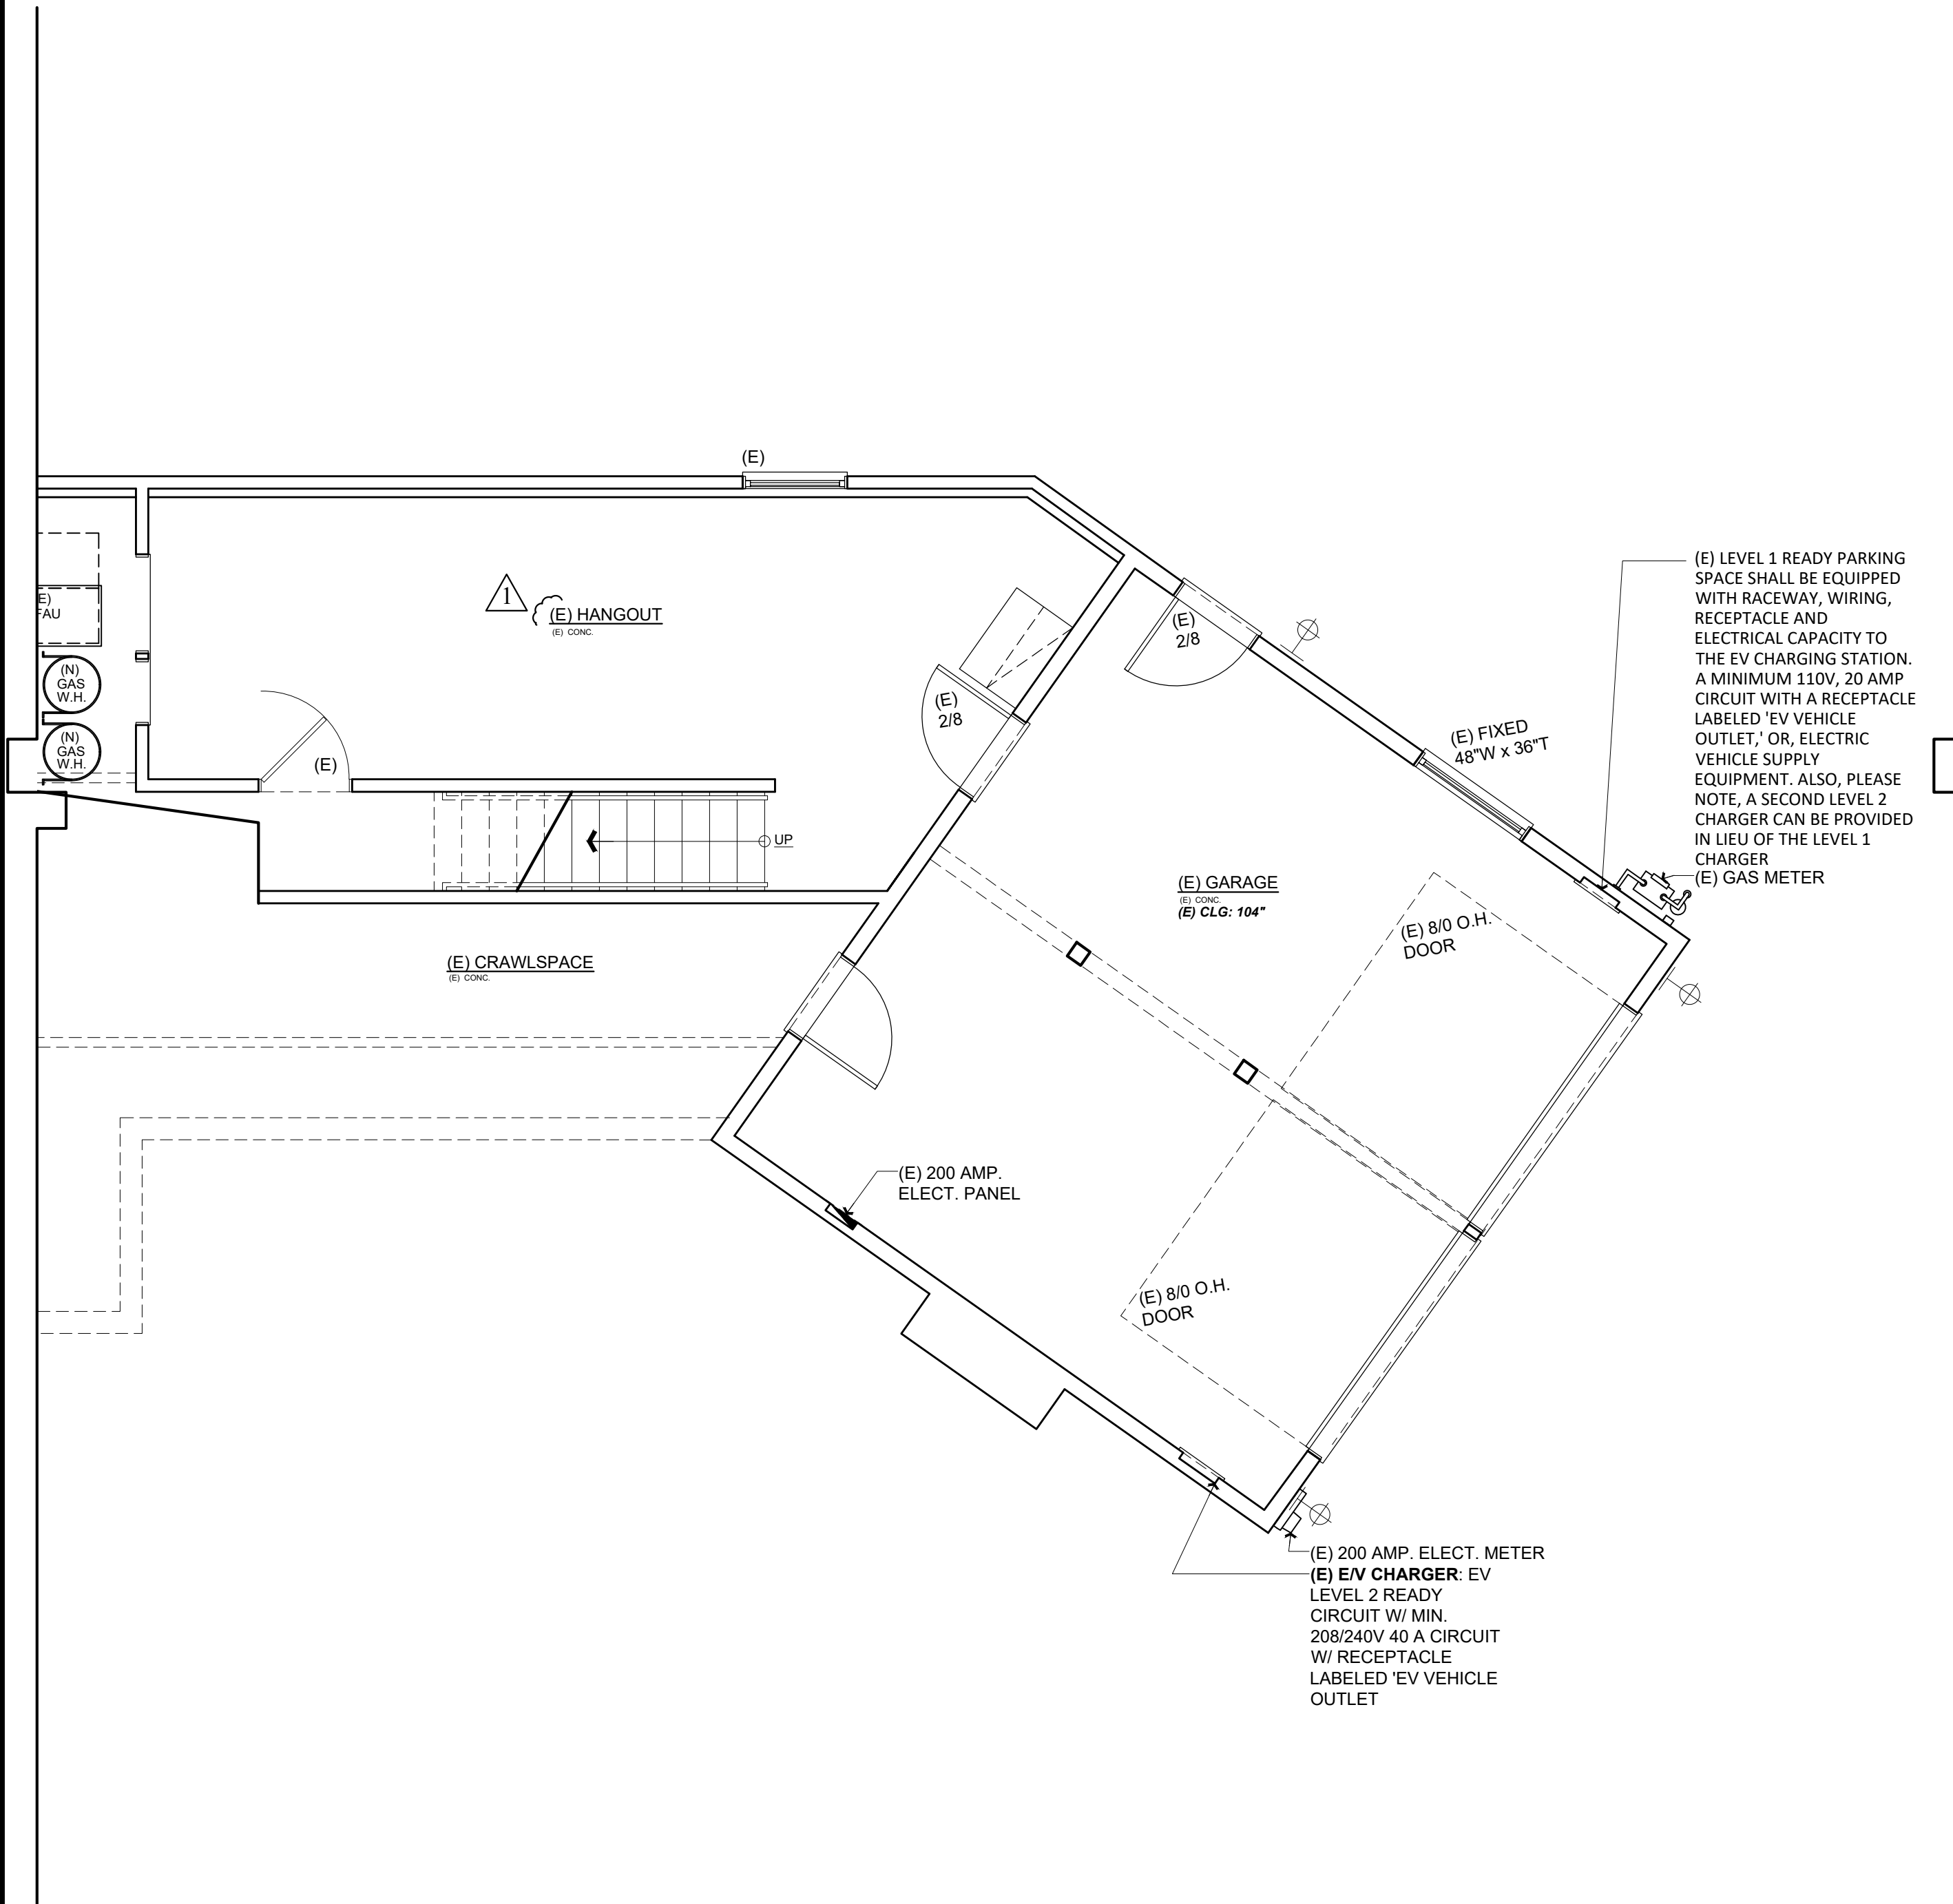 (E)
1
(E) HANGOUT
(E) CONC.
(E)
FAU
(N)
GAS
W.H.
(N)
GAS
W.H.
(E)
(E)
2/8
(E)
2/8
UP
(E) FIXED
48"W x 36"T
(E) LEVEL 1 READY PARKING
SPACE SHALL BE EQUIPPED
WITH RACEWAY, WIRING,
RECEPTACLE AND
ELECTRICAL CAPACITY TO
THE EV CHARGING STATION.
A MINIMUM 110V, 20 AMP
CIRCUIT WITH A RECEPTACLE
LABELED 'EV VEHICLE
OUTLET,' OR, ELECTRIC
VEHICLE SUPPLY
EQUIPMENT. ALSO, PLEASE
NOTE, A SECOND LEVEL 2
CHARGER CAN BE PROVIDED
IN LIEU OF THE LEVEL 1
CHARGER
(E) GAS METER
(E) GARAGE
(E) CONC.
(E) CLG: 104"
(E) 8/0 O.H.
DOOR
(E) CRAWLSPACE
(E) CONC.
(E) 200 AMP.
ELECT. PANEL
(E) 8/0 O.H.
DOOR
(E) 200 AMP. ELECT. METER
(E) E/V CHARGER: EV
LEVEL 2 READY
CIRCUIT W/ MIN.
208/240V 40 A CIRCUIT
W/ RECEPTACLE
LABELED 'EV VEHICLE
OUTLET